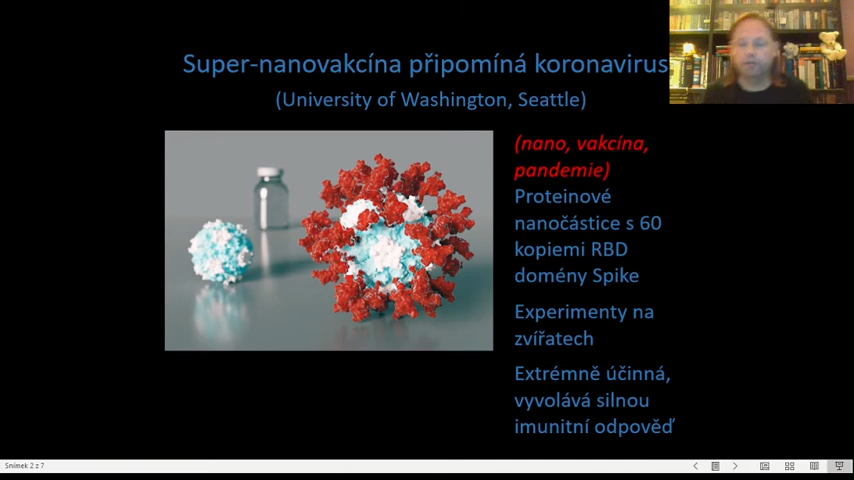 Super-nanovakcína připomíná koronavirus
(University of Washington, Seattle)
(nano, vakcína,
pandemie)
Proteinové
nanočástice s 60
kopiemi RBD
domény Spike
Experimenty na
zvířatech
Extrémně účinná,
vyvolává silnou
imunitní odpověď
Snímek 2 z 7